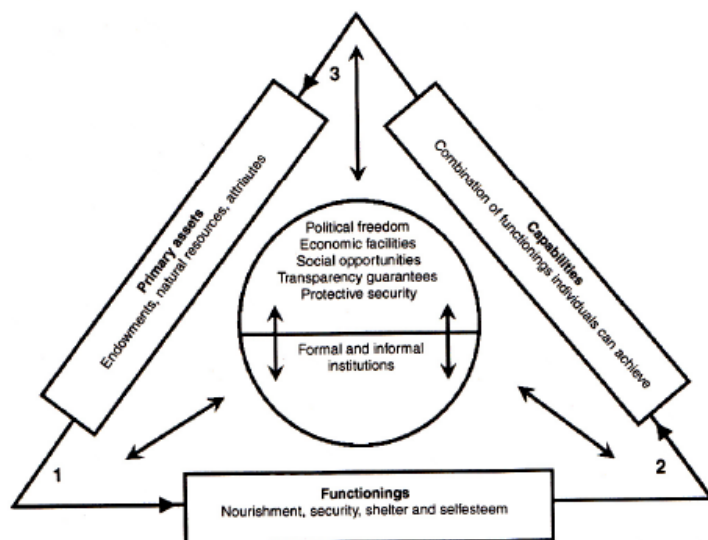 3
Primary assets
Endowments, natural resources, attributes
Capabilities
Combination of functionings individuals can achieve
Political freedom
Economic facilities
Social opportunities
Transparency guarantees
Protective security
Formal and informal
institutions
1
2
Functionings
Nourishment, security, shelter and selfesteem